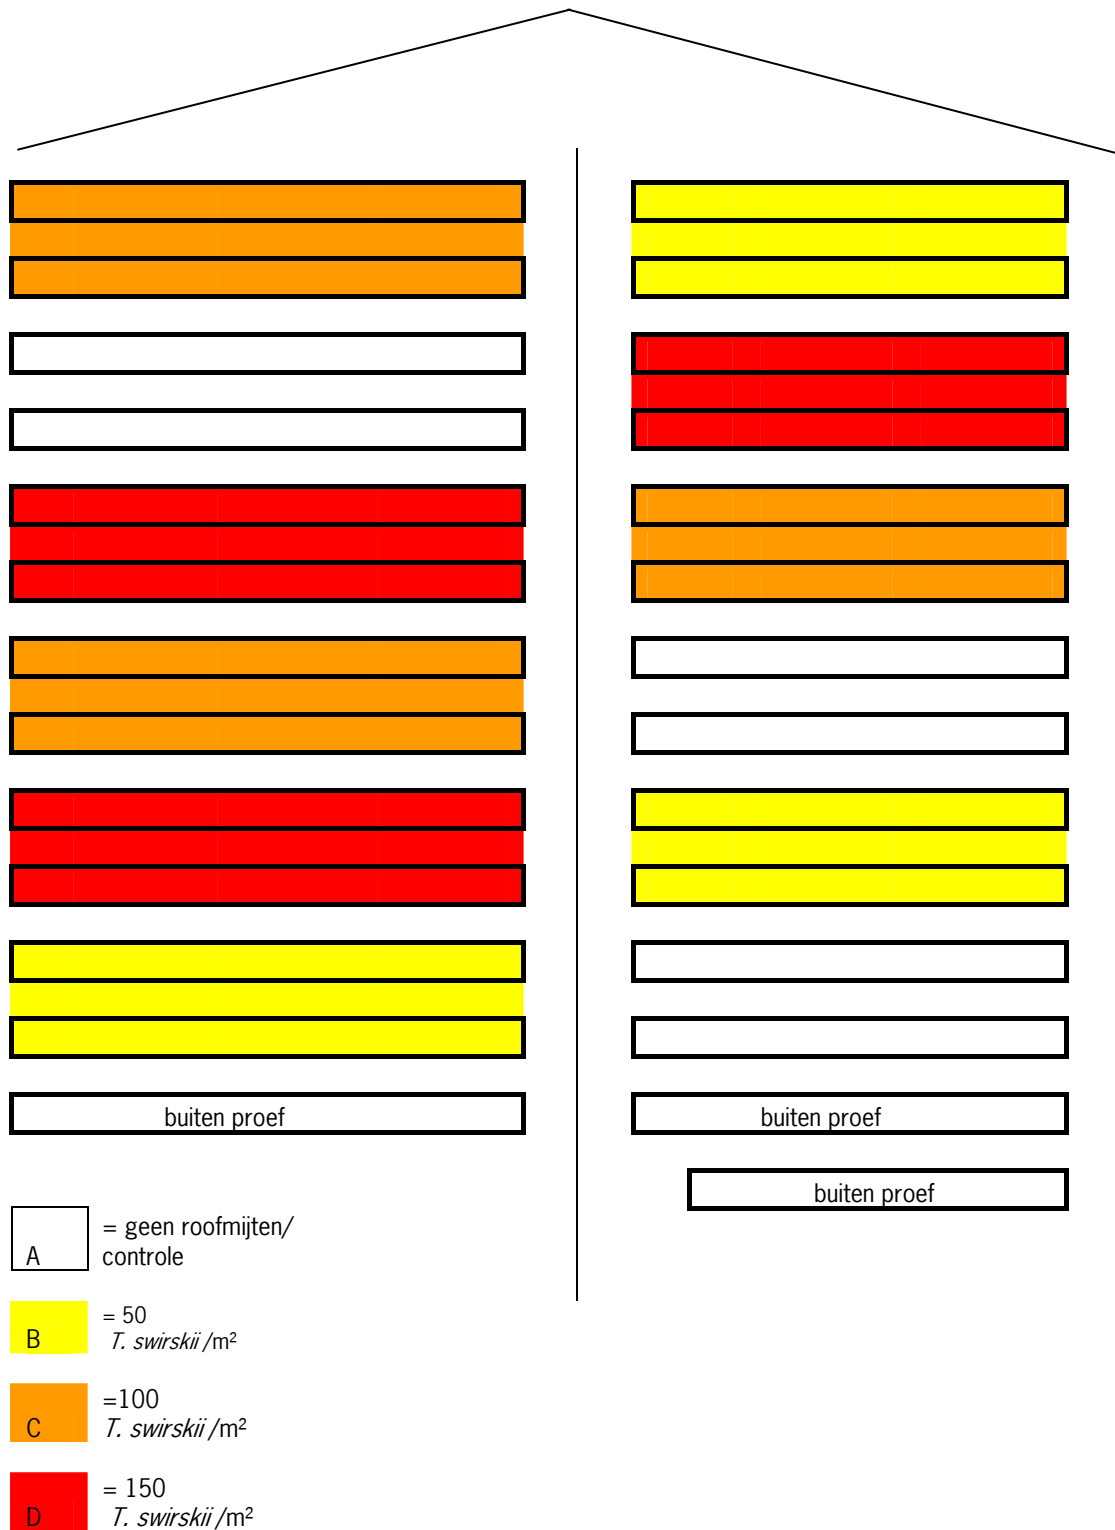 buiten proef
buiten proef
buiten proef
A
= geen roofmijten/
controle
B
= 50
T. swirskii /m²
C
=100
T. swirskii /m²
D
= 150
T. swirskii /m²